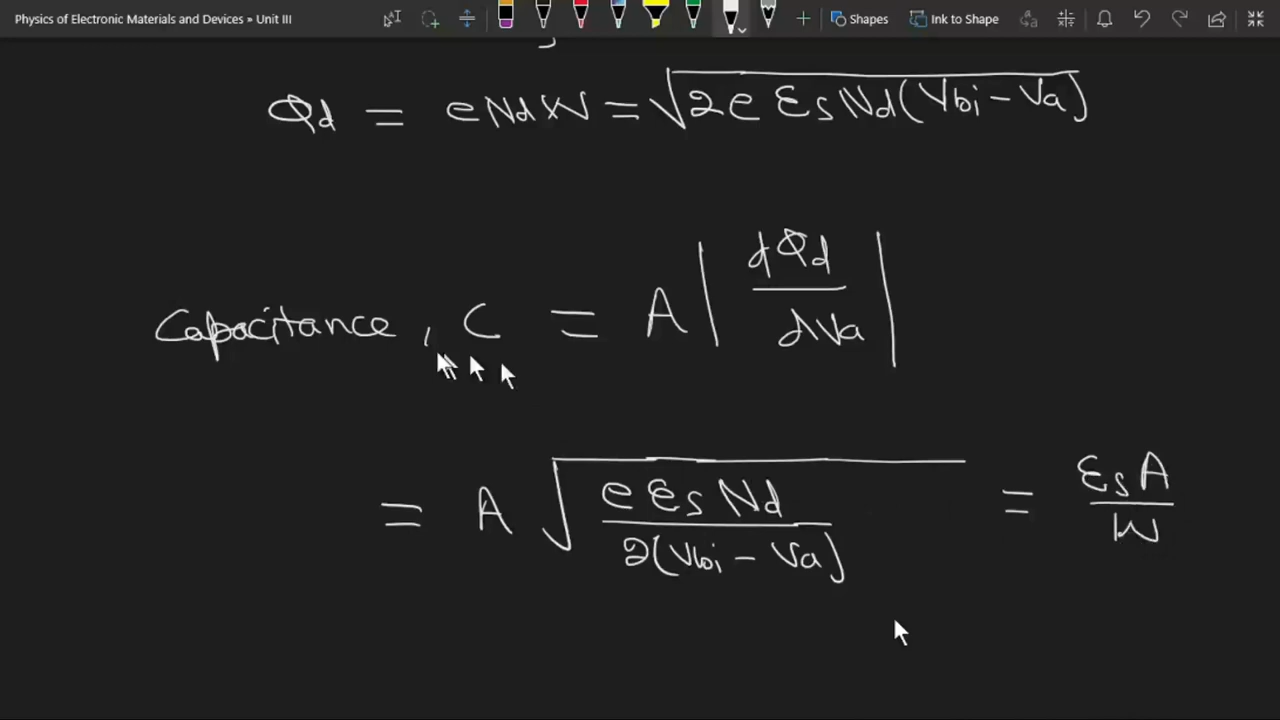 Physics of Electronic Materials and Devices » Unit III
Shapes
Ink to Shape
Qd = eNdW = √2eεsNd(Vbi-Va)
Capacitance, C = A|dQd/dVa|
= A√eεsNd/2(Vbi-Va) = εsA/W